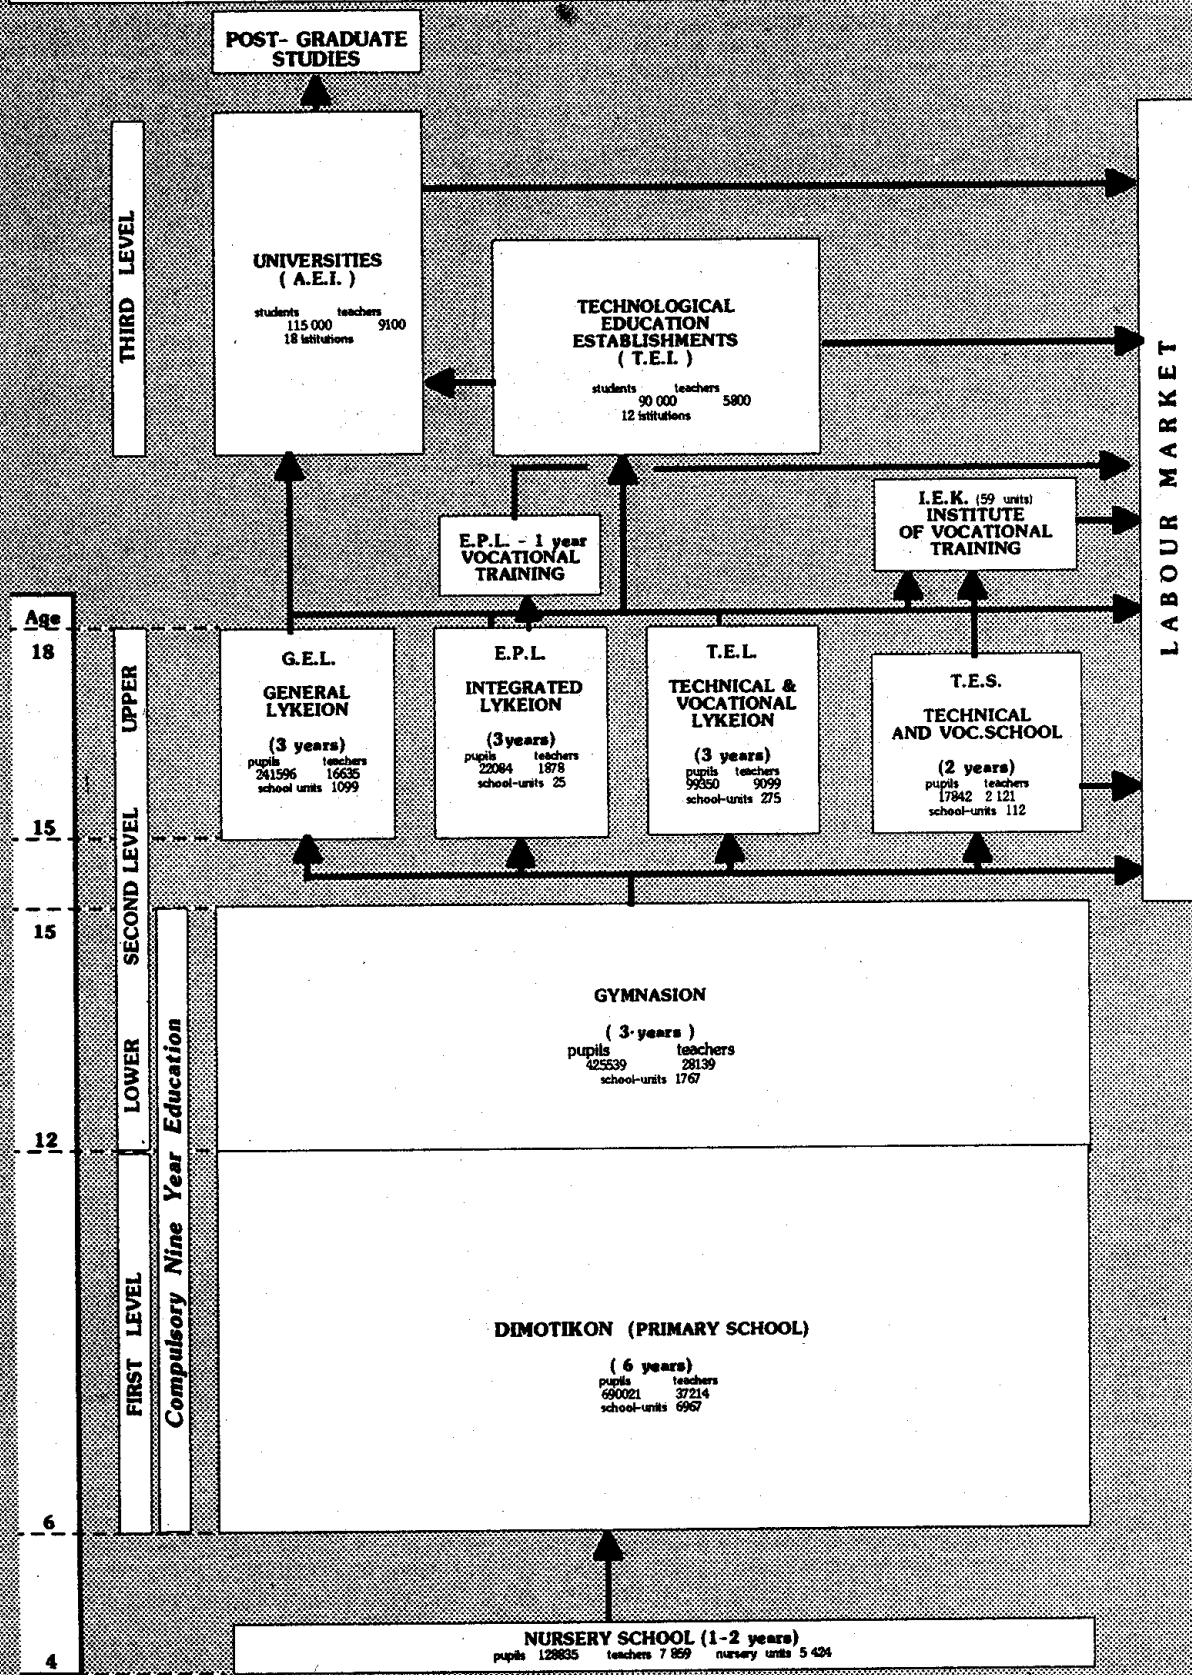 POST- GRADUATE
STUDIES
THIRD LEVEL
UNIVERSITIES
( A.E.I. )
students teachers
115 000 9100
18 istitutions
TECHNOLOGICAL
EDUCATION
ESTABLISHMENTS
( T.E.I. )
students teachers
90 000 5800
12 istitutions
LABOUR MARKET
E.P.L. - 1 year
VOCATIONAL
TRAINING
I.E.K. (59 units)
INSTITUTE
OF VOCATIONAL
TRAINING
Age
18
15
15
12
6
4
UPPER
SECOND LEVEL
LOWER
FIRST LEVEL
Compulsory Nine Year Education
G.E.L.
GENERAL
LYKEION
(3 years)
pupils teachers
241596 16635
school units 1099
E.P.L.
INTEGRATED
LYKEION
(3years)
pupils teachers
22084 1878
school-units 25
T.E.L.
TECHNICAL &
VOCATIONAL
LYKEION
(3 years)
pupils teachers
99350 9099
school-units 275
T.E.S.
TECHNICAL
AND VOC.SCHOOL
(2 years)
pupils teachers
17842 2 121
school-units 112
GYMNASION
( 3-years )
pupils teachers
425539 28139
school-units 1767
DIMOTIKON (PRIMARY SCHOOL)
( 6 years)
pupils teachers
690021 37214
school-units 6967
NURSERY SCHOOL (1-2 years)
pupils 128835 teachers 7 859 nursery units 5 424